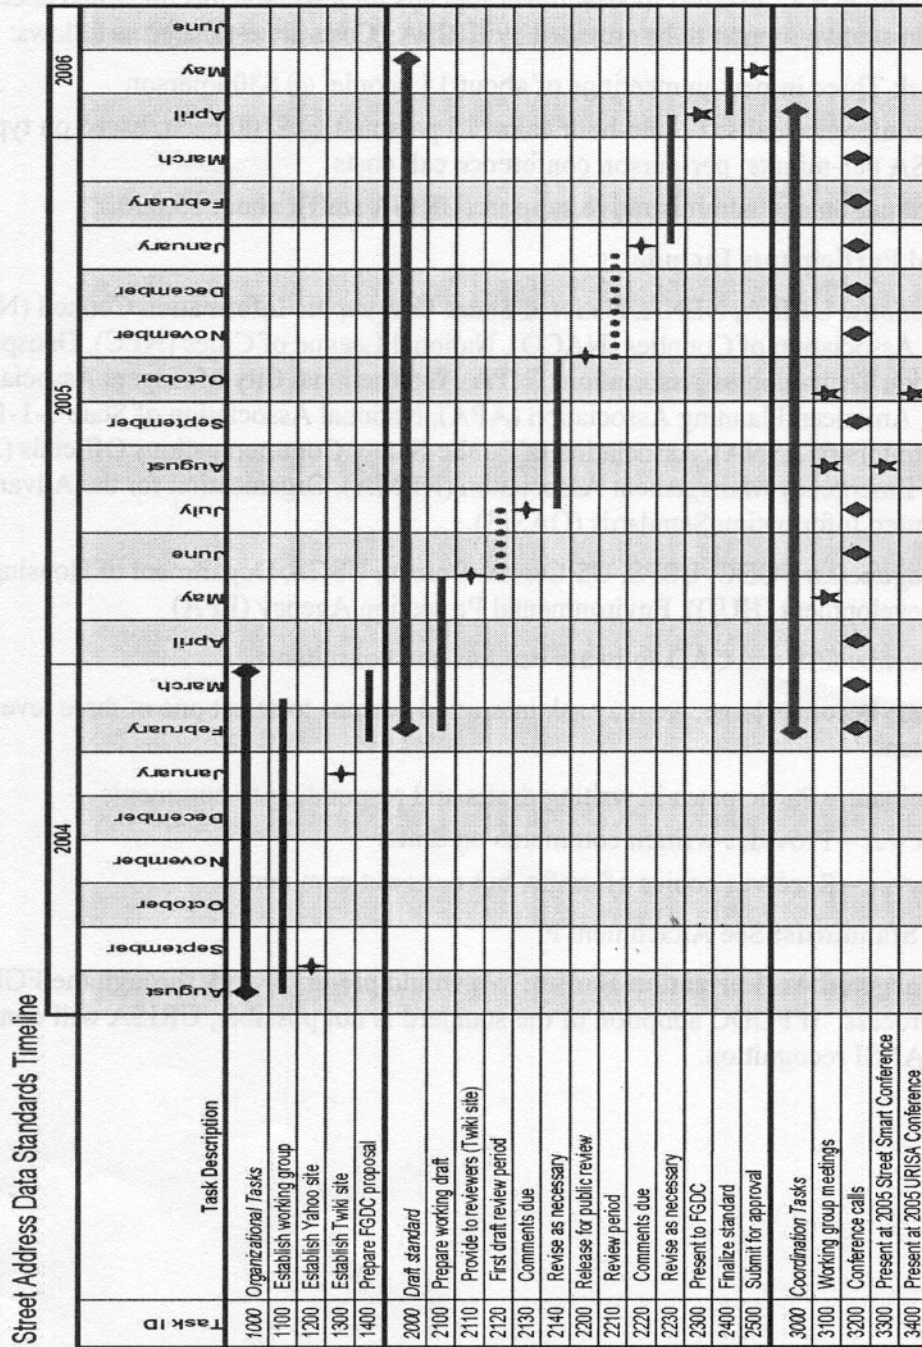 Street Address Data Standards Timeline
2004
2005
2006
Task ID
Task Description
August
September
October
November
December
January
February
March
April
May
June
July
August
September
October
November
December
January
February
March
April
May
June
1000 Organizational Tasks
1100 Establish working group
1200 Establish Yahoo site
1300 Establish Twiki site
1400 Prepare FGDC proposal
2000 Draft standard
2100 Prepare working draft
2110 Provide to reviewers (Twiki site)
2120 First draft review period
2130 Comments due
2140 Revise as necessary
2200 Release for public review
2210 Review period
2220 Comments due
2230 Revise as necessary
2300 Present to FGDC
2400 Finalize standard
2500 Submit for approval
3000 Coordination Tasks
3100 Working group meetings
3200 Conference calls
3300 Present at 2005 Street Smart Conference
3400 Present at 2005 URISA Conference